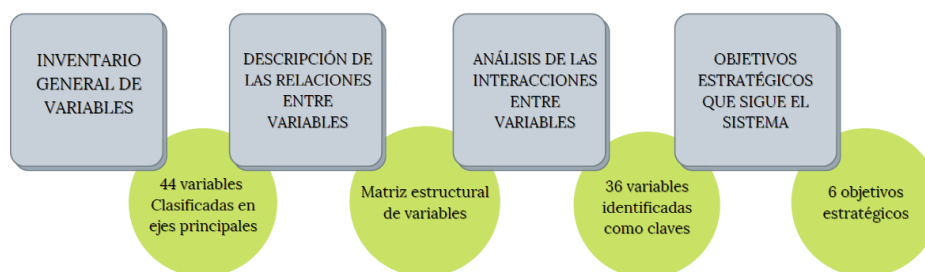 INVENTARIO
GENERAL DE
VARIABLES
44 variables
Clasificadas en
ejes principales
DESCRIPCIÓN DE
LAS RELACIONES
ENTRE
VARIABLES
Matriz estructural
de variables
ANÁLISIS DE LAS
INTERACCIONES
ENTRE
VARIABLES
36 variables
identificadas
como claves
OBJETIVOS
ESTRATÉGICOS
QUE SIGUE EL
SISTEMA
6 objetivos
estratégicos